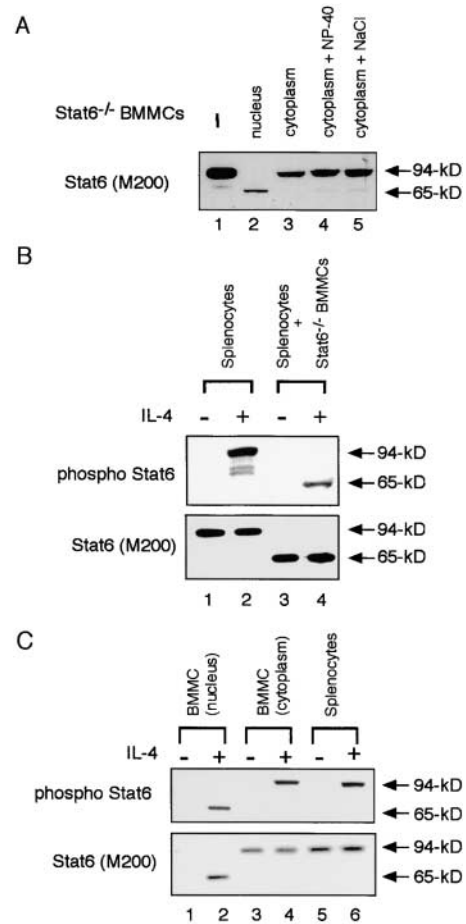 A
Stat6-/- BMMCs
–
nucleus
cytoplasm
cytoplasm + NP-40
cytoplasm + NaCl
Stat6 (M200)
94-kD
65-kD
1 2 3 4 5
B
Splenocytes
Splenocytes
+
Stat6-/- BMMCs
IL-4 - + - +
phospho Stat6
94-kD
65-kD
Stat6 (M200)
94-kD
65-kD
1 2 3 4
C
BMMC
(nucleus)
BMMC
(cytoplasm)
Splenocytes
IL-4 - + - + - +
phospho Stat6
94-kD
65-kD
Stat6 (M200)
94-kD
65-kD
1 2 3 4 5 6